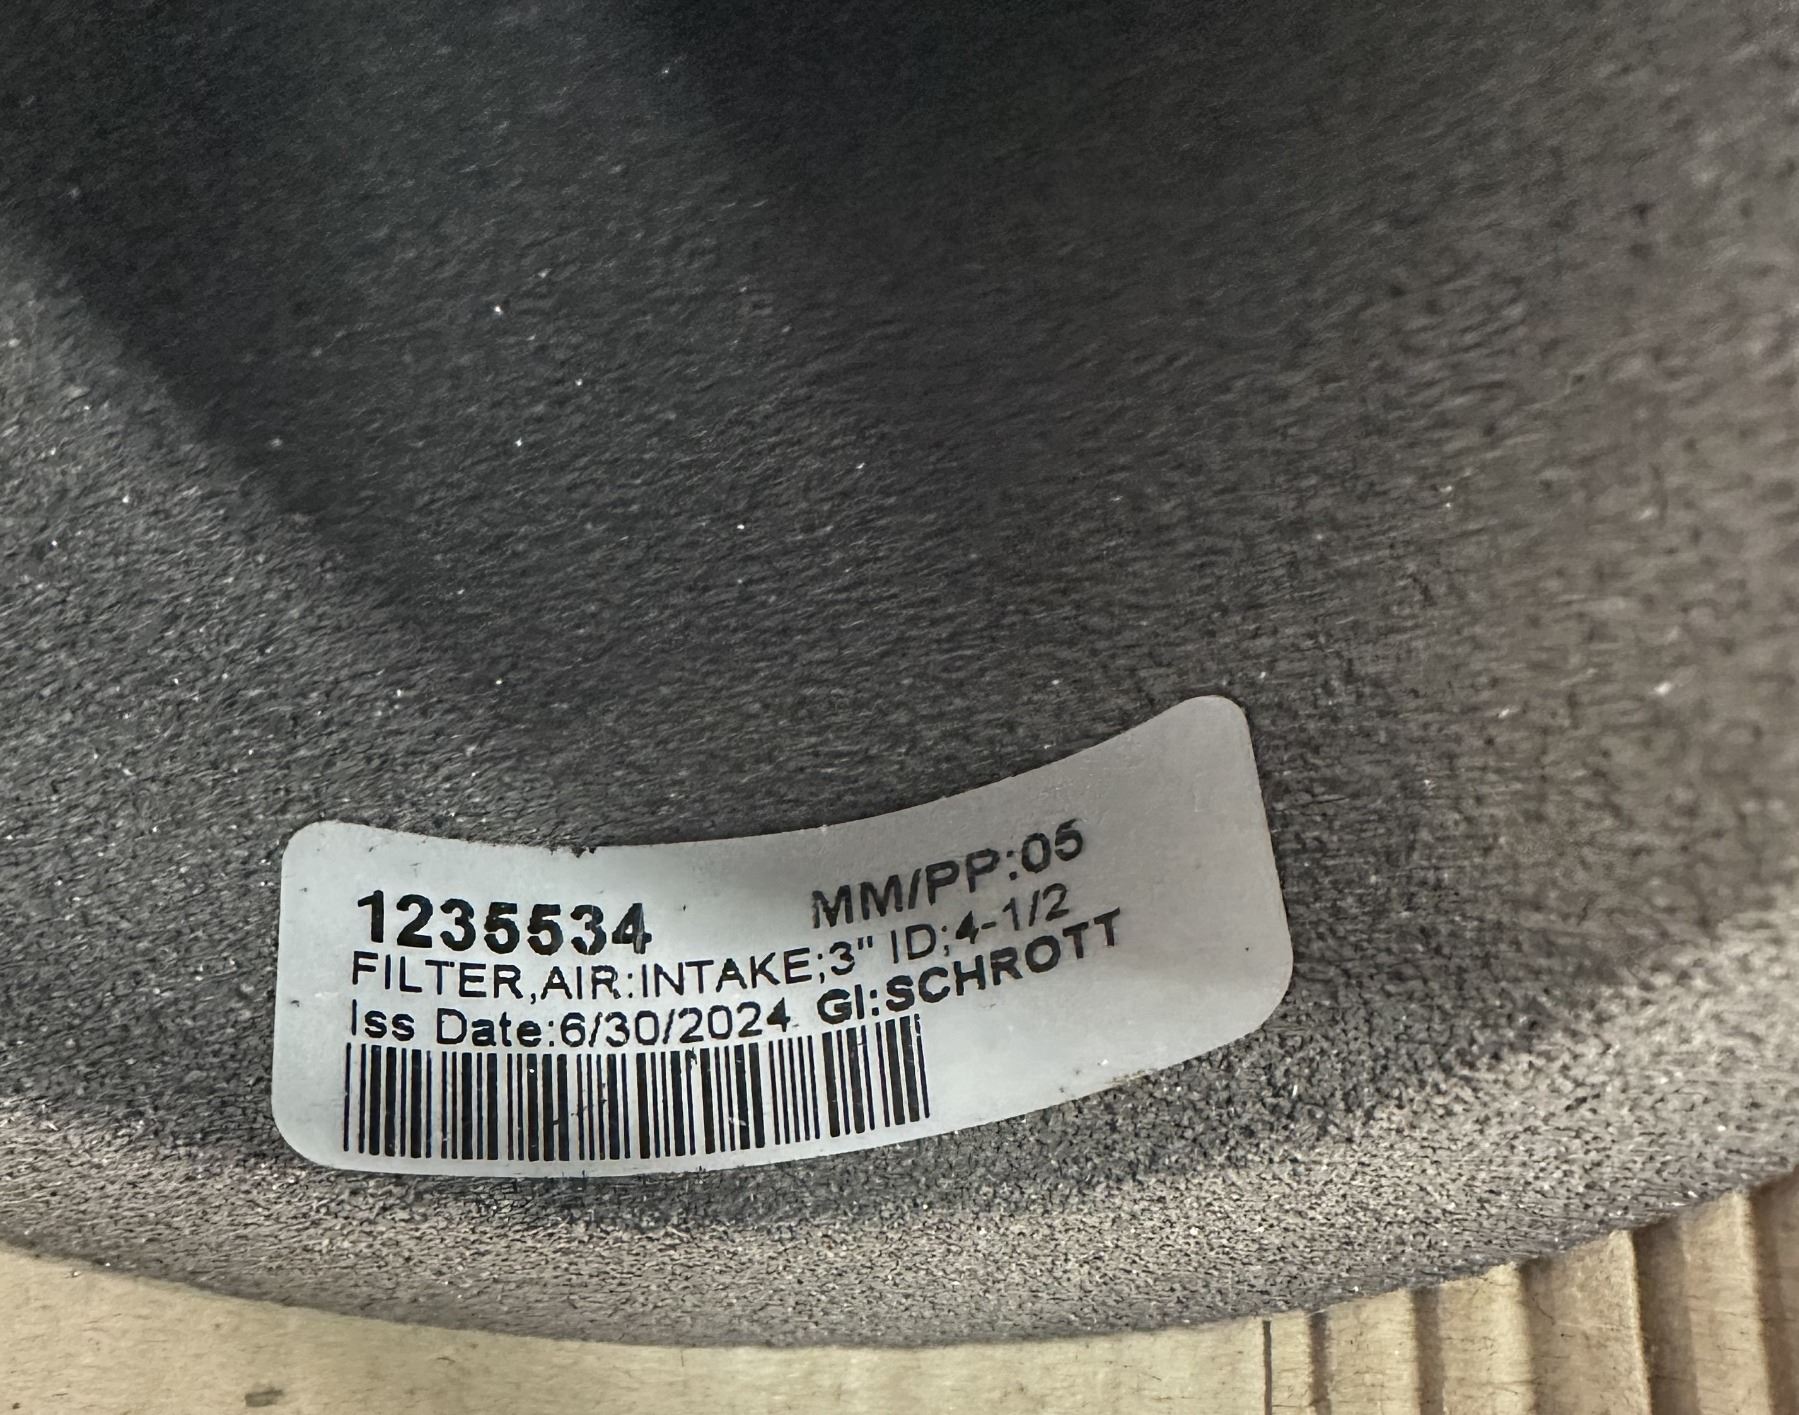 1235534 MM/PP:05
FILTER,AIR:INTAKE;3" ID;4-1/2
Iss Date:6/30/2024 GI:SCHROTT